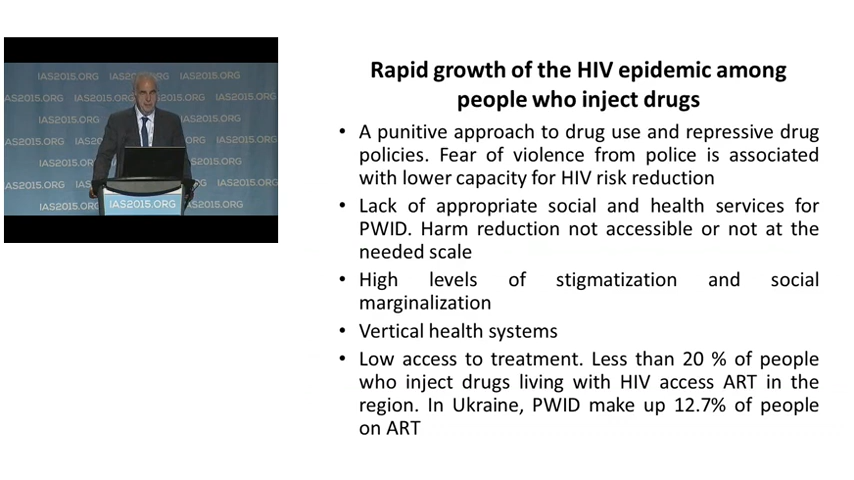 IAS2015.ORG IAS2015.ORG IAS2015.ORG
Rapid growth of the HIV epidemic among
people who inject drugs
• A punitive approach to drug use and repressive drug
policies. Fear of violence from police is associated
with lower capacity for HIV risk reduction
• Lack of appropriate social and health services for
PWID. Harm reduction not accessible or not at the
needed scale
• High levels of stigmatization and social
marginalization
• Vertical health systems
• Low access to treatment. Less than 20 % of people
who inject drugs living with HIV access ART in the
region. In Ukraine, PWID make up 12.7% of people
on ART